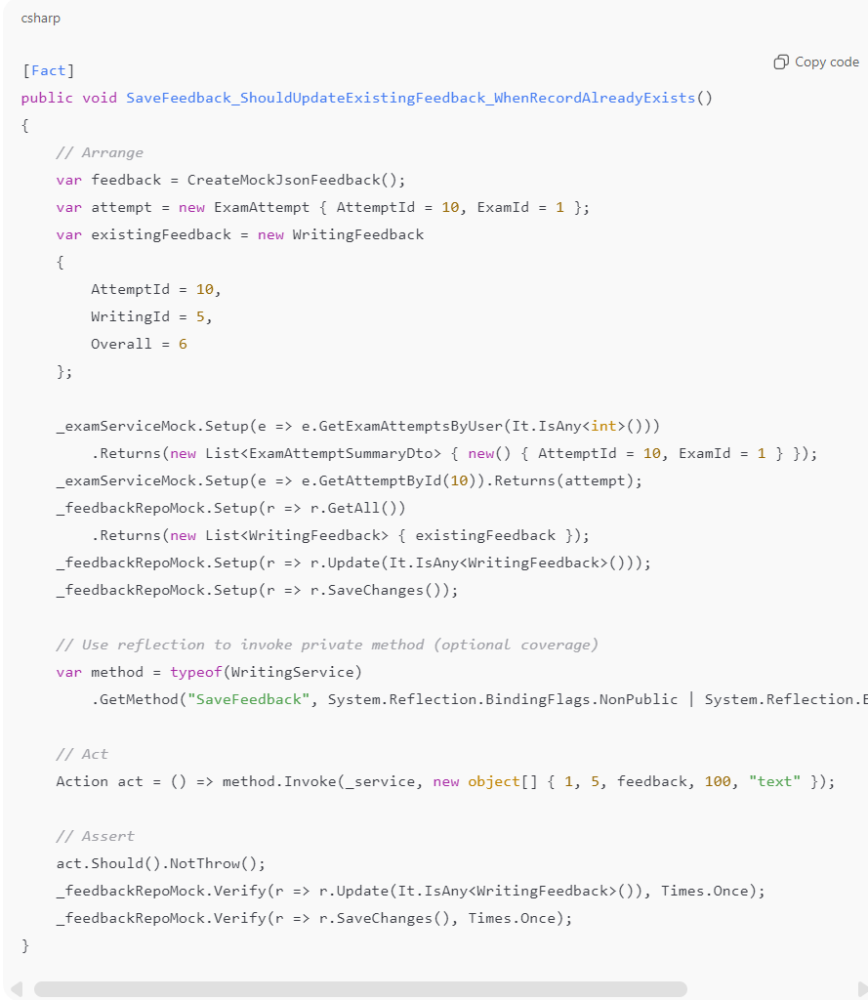 csharp
Copy code
[Fact]
public void SaveFeedback_ShouldUpdateExistingFeedback_WhenRecordAlreadyExists()
{
    // Arrange
    var feedback = CreateMockJsonFeedback();
    var attempt = new ExamAttempt { AttemptId = 10, ExamId = 1 };
    var existingFeedback = new WritingFeedback
    {
        AttemptId = 10,
        WritingId = 5,
        Overall = 6
    };

    _examServiceMock.Setup(e => e.GetExamAttemptsByUser(It.IsAny<int>()))
        .Returns(new List<ExamAttemptSummaryDto> { new() { AttemptId = 10, ExamId = 1 } });
    _examServiceMock.Setup(e => e.GetAttemptById(10)).Returns(attempt);
    _feedbackRepoMock.Setup(r => r.GetAll())
        .Returns(new List<WritingFeedback> { existingFeedback });
    _feedbackRepoMock.Setup(r => r.Update(It.IsAny<WritingFeedback>()));
    _feedbackRepoMock.Setup(r => r.SaveChanges());

    // Use reflection to invoke private method (optional coverage)
    var method = typeof(WritingService)
        .GetMethod("SaveFeedback", System.Reflection.BindingFlags.NonPublic | System.Reflection.

    // Act
    Action act = () => method.Invoke(_service, new object[] { 1, 5, feedback, 100, "text" });

    // Assert
    act.Should().NotThrow();
    _feedbackRepoMock.Verify(r => r.Update(It.IsAny<WritingFeedback>()), Times.Once);
    _feedbackRepoMock.Verify(r => r.SaveChanges(), Times.Once);
}